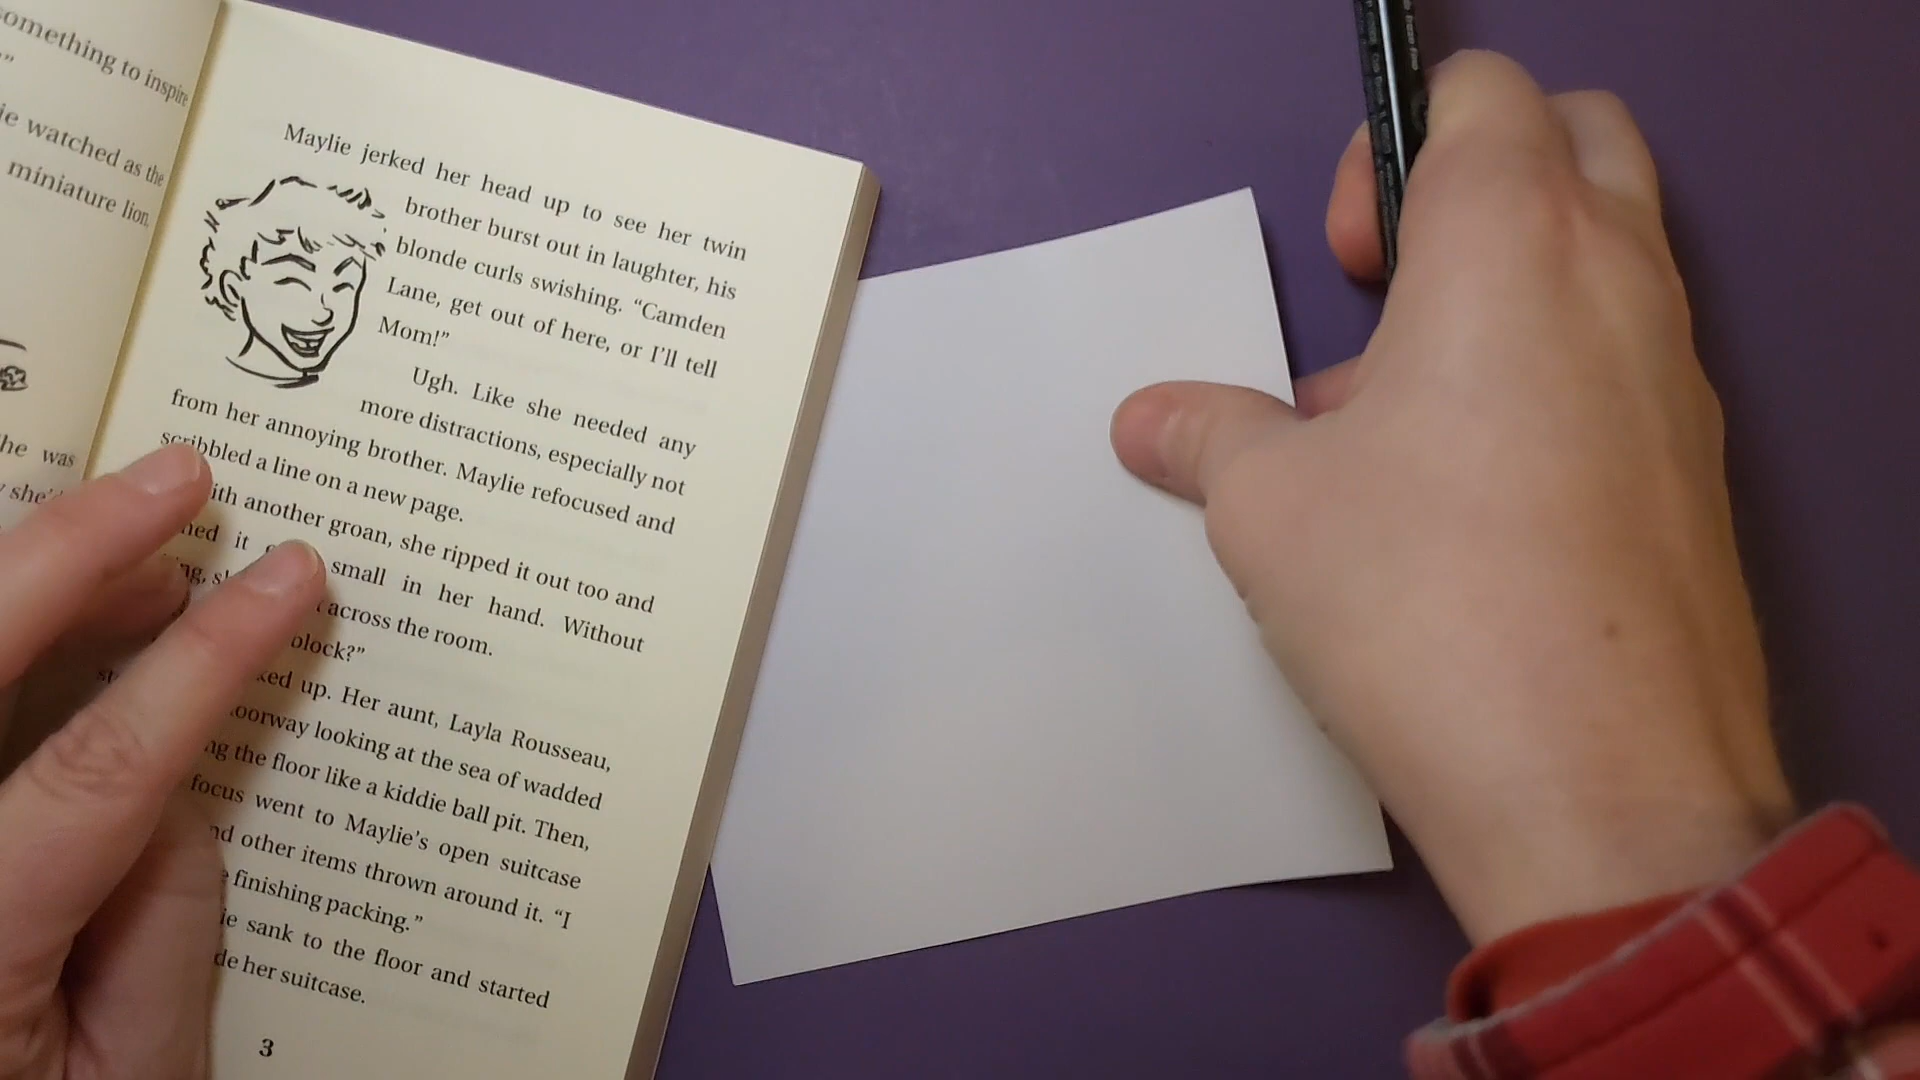 omething to inspire
."
ie watched as the
miniature lion.
he was
she'
Maylie jerked her head up to see her twin
brother burst out in laughter, his
blonde curls swishing. “Camden
Lane, get out of here, or I’ll tell
Mom!”
Ugh. Like she needed any
more distractions, especially not
from her annoying brother. Maylie refocused and
scribbled a line on a new page.
ith another groan, she ripped it out too and
ned it small in her hand. Without
ng, s
across the room.
block?”
ked up. Her aunt, Layla Rousseau,
oorway looking at the sea of wadded
ng the floor like a kiddie ball pit. Then,
focus went to Maylie’s open suitcase
nd other items thrown around it. “I
e finishing packing.”
ie sank to the floor and started
de her suitcase.
3